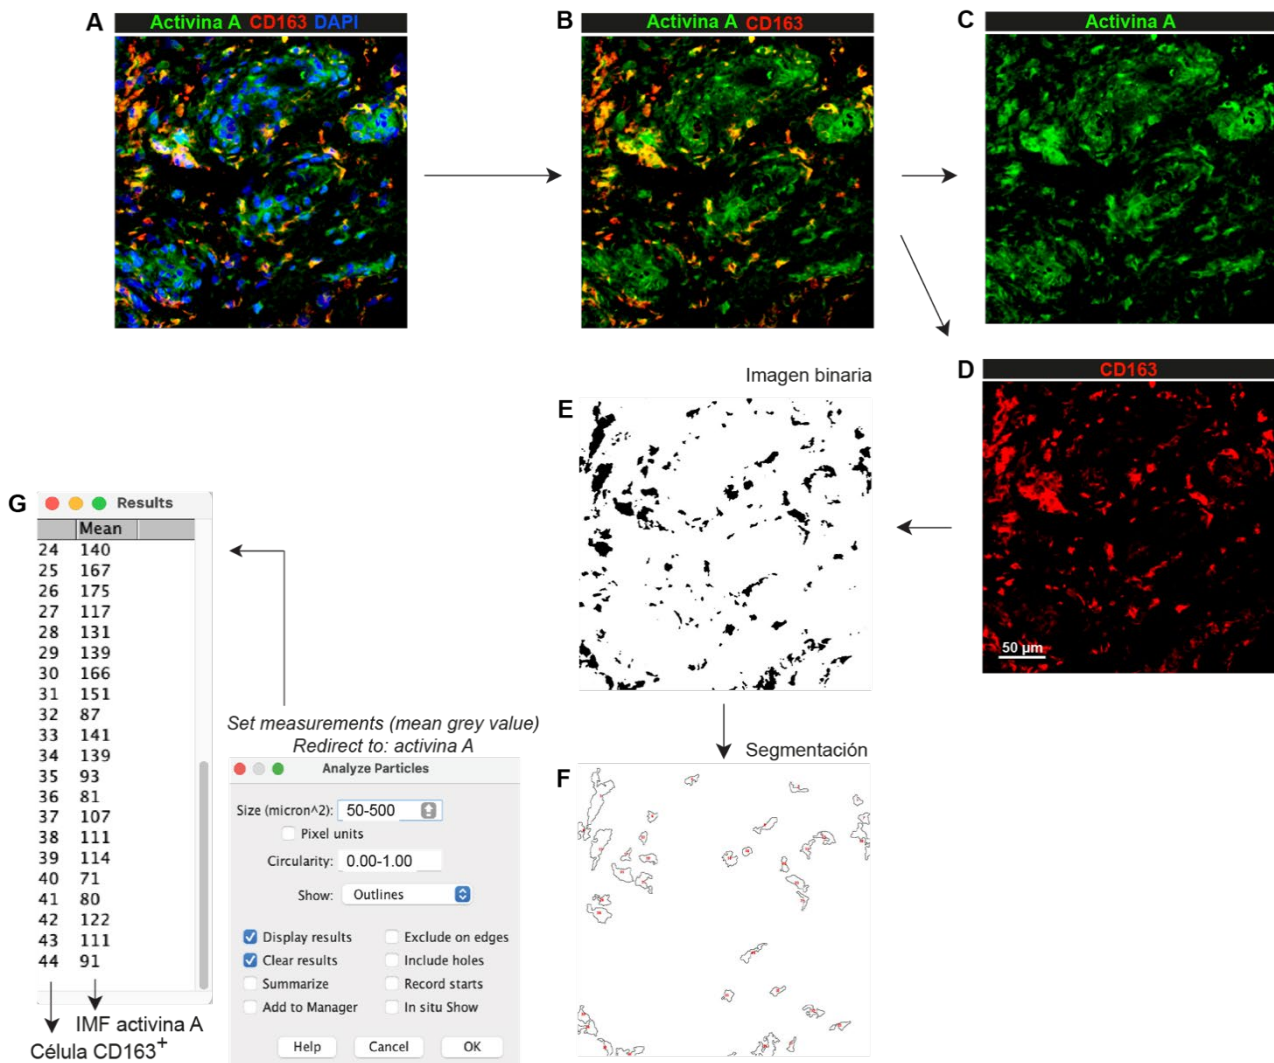 A
Activina A CD163 DAPI
B
Activina A CD163
C
Activina A
D
CD163
50 µm
Imagen binaria
E
Segmentación
F
G
Results
Mean
24 140
25 167
26 175
27 117
28 131
29 139
30 166
31 151
32 87
33 141
34 139
35 93
36 81
37 107
38 111
39 114
40 71
41 80
42 122
43 111
44 91
IMF activina A
Célula CD163+
Set measurements (mean grey value)
Redirect to: activina A
Analyze Particles
Size (micron^2): 50-500
Pixel units
Circularity: 0.00-1.00
Show: Outlines
Display results Exclude on edges
Clear results Include holes
Summarize Record starts
Add to Manager In situ Show
Help Cancel OK